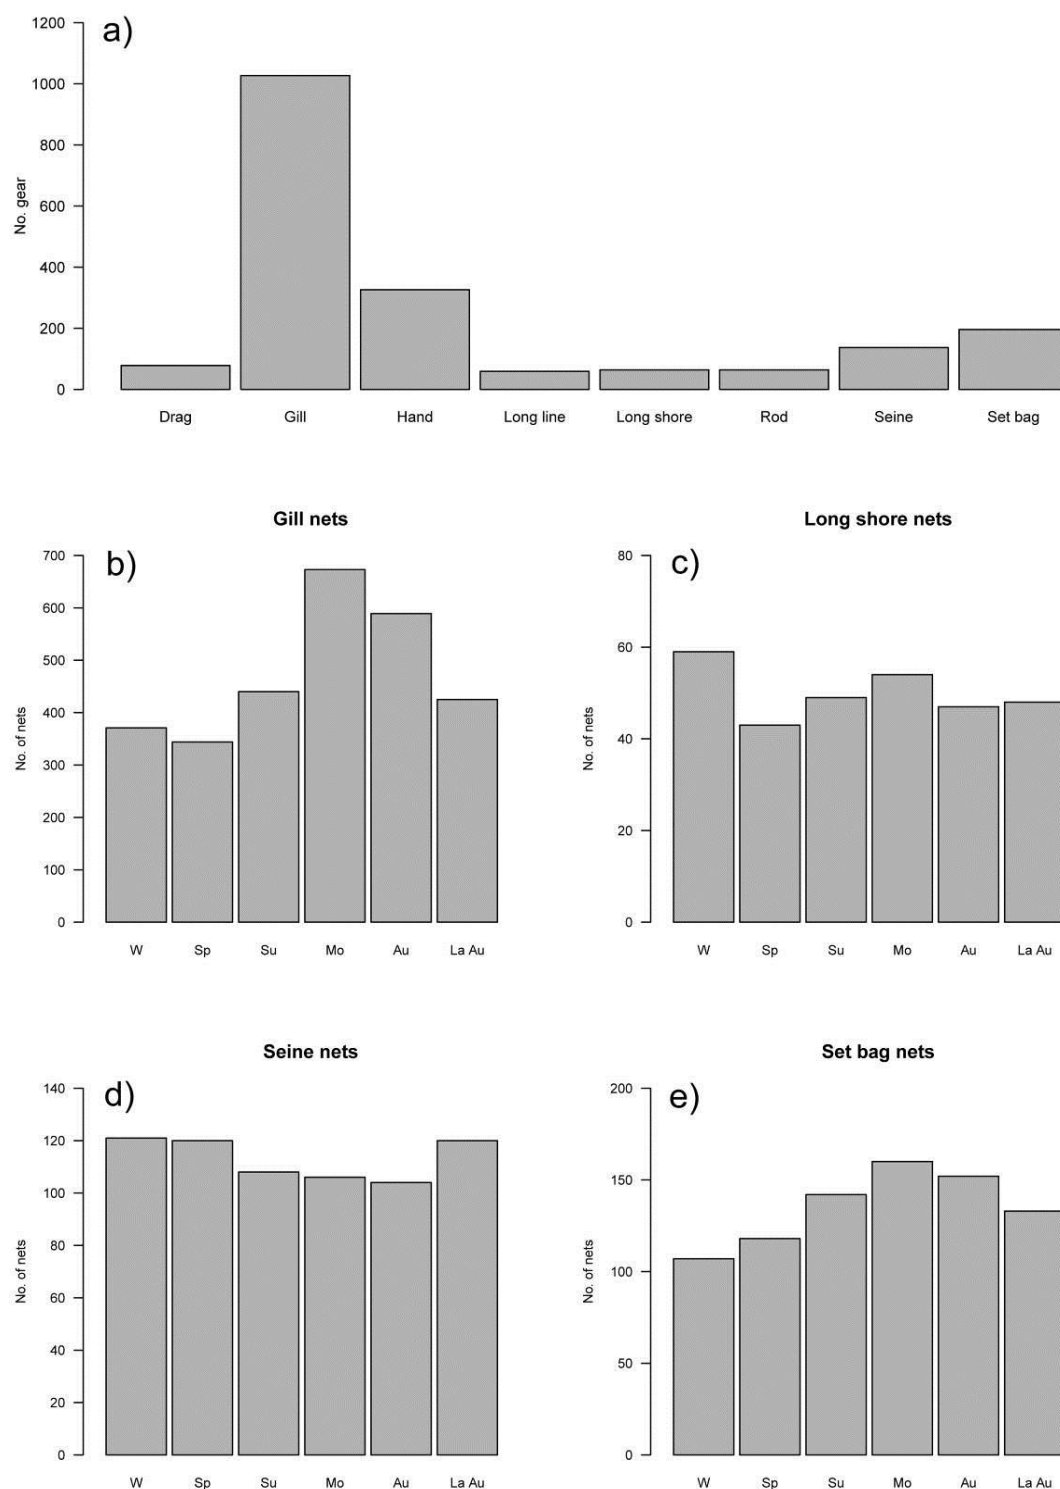 a)
1200
1000
800
600
400
200
0
No. gear
Drag Gill Hand Long line Long shore Rod Seine Set bag
Gill nets
b)
700
600
500
400
300
200
100
0
No. of nets
W Sp Su Mo Au La Au
Long shore nets
c)
80
60
40
20
0
No. of nets
W Sp Su Mo Au La Au
Seine nets
d)
140
120
100
80
60
40
20
0
No. of nets
W Sp Su Mo Au La Au
Set bag nets
e)
200
150
100
50
0
No. of nets
W Sp Su Mo Au La Au